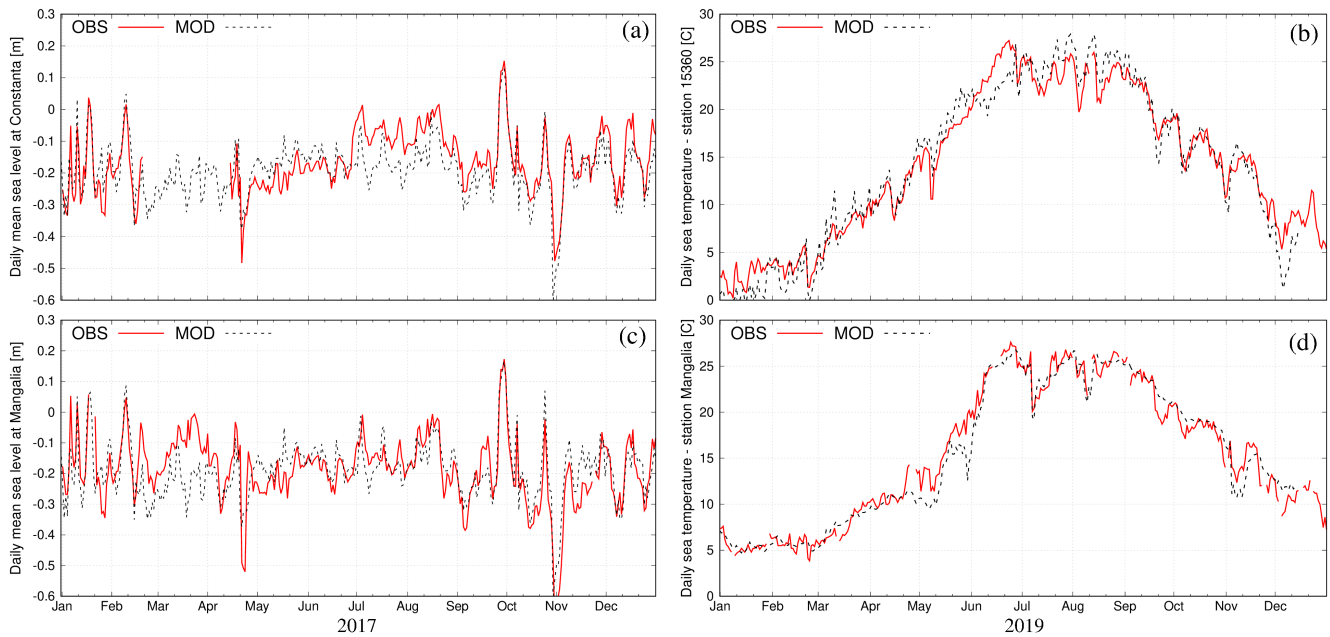 Daily mean sea level at Constanta [m]
0.3
0.2
0.1
0
-0.1
-0.2
-0.3
-0.4
-0.5
-0.6
OBS MOD
(a)
Daily sea temperature - station 15360 [C]
30
25
20
15
10
5
0
OBS MOD
(b)
Daily mean sea level at Mangalia [m]
0.3
0.2
0.1
0
-0.1
-0.2
-0.3
-0.4
-0.5
-0.6
OBS MOD
(c)
Jan Feb Mar Apr May Jun Jul Aug Sep Oct Nov Dec
2017
Daily sea temperature - station Mangalia [C]
30
25
20
15
10
5
0
OBS MOD
(d)
Jan Feb Mar Apr May Jun Jul Aug Sep Oct Nov Dec
2019